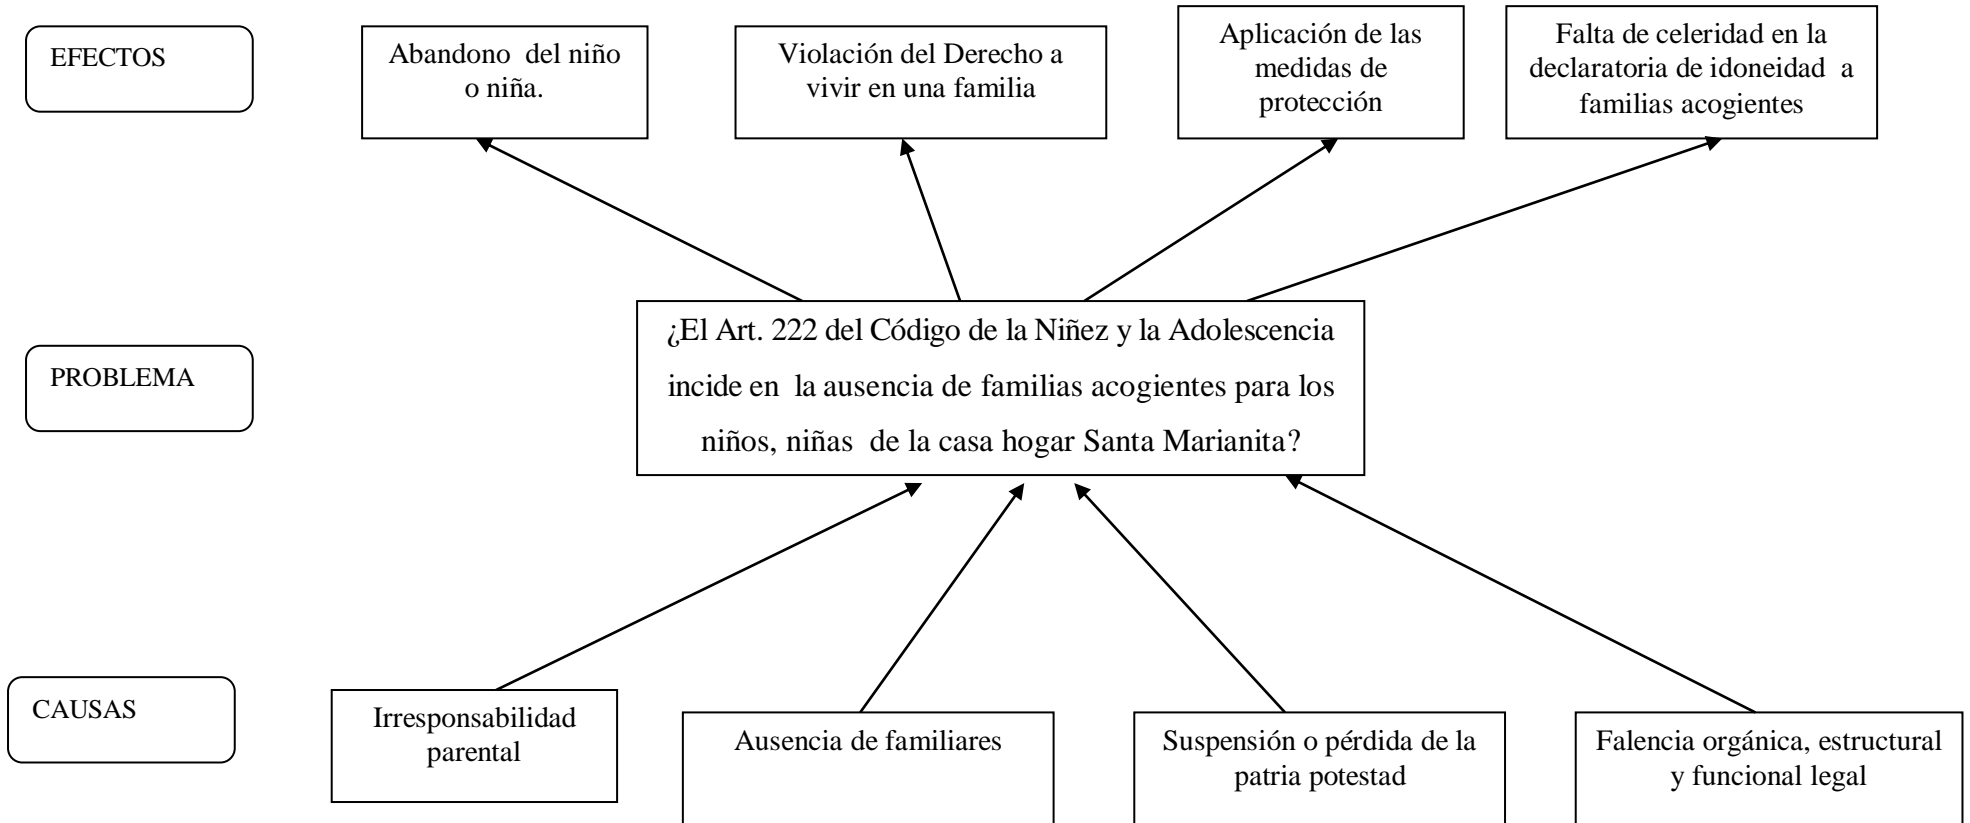 EFECTOS
Abandono del niño
o niña.
Violación del Derecho a
vivir en una familia
Aplicación de las
medidas de
protección
Falta de celeridad en la
declaratoria de idoneidad a
familias acogientes
PROBLEMA
¿El Art. 222 del Código de la Niñez y la Adolescencia
incide en la ausencia de familias acogientes para los
niños, niñas de la casa hogar Santa Marianita?
CAUSAS
Irresponsabilidad
parental
Ausencia de familiares
Suspensión o pérdida de la
patria potestad
Falencia orgánica, estructural
y funcional legal